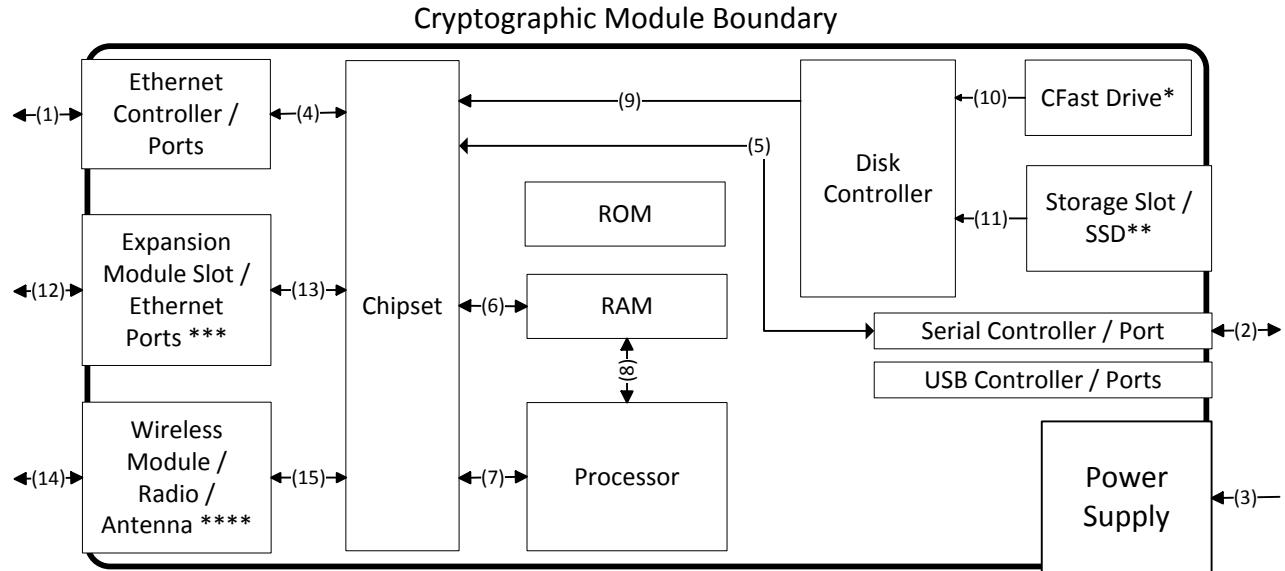 Cryptographic Module Boundary
Ethernet
Controller /
Ports
(1)
(4)
Expansion
Module Slot /
Ethernet
Ports ***
(12)
(13)
Wireless
Module /
Radio /
Antenna ****
(14)
(15)
Chipset
(9)
(5)
ROM
(6)
RAM
(8)
(7)
Processor
Disk
Controller
(10)
CFast Drive*
(11)
Storage Slot /
SSD**
Serial Controller / Port
(2)
USB Controller / Ports
Power
Supply
(3)